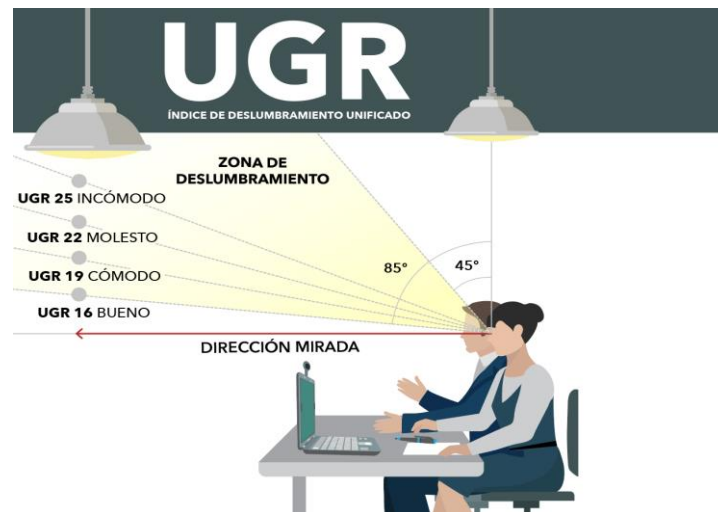 UGR
ÍNDICE DE DESLUMBRAMIENTO UNIFICADO
ZONA DE
DESLUMBRAMIENTO
UGR 25 INCÓMODO
UGR 22 MOLESTO
UGR 19 CÓMODO
UGR 16 BUENO
85°
45°
DIRECCIÓN MIRADA